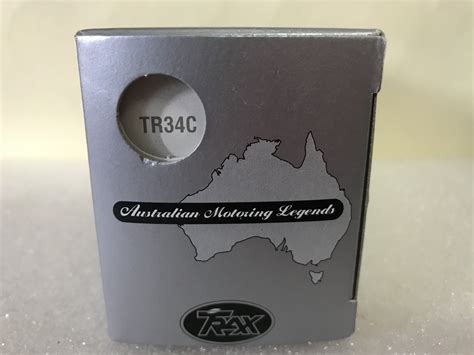 TR34C
Australian Motoring Legends
TRAX